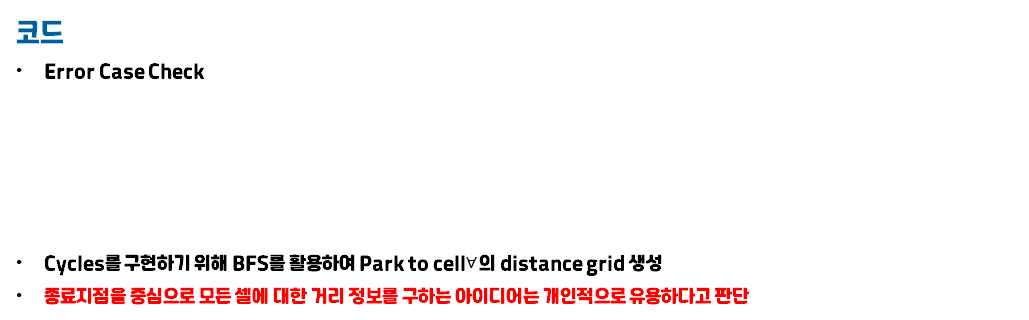 코드
• Error Case Check
• Cycles를 구현하기 위해 BFS를 활용하여 Park to cell∀의 distance grid 생성
• 종료지점을 중심으로 모든 셀에 대한 거리 정보를 구하는 아이디어는 개인적으로 유용하다고 판단